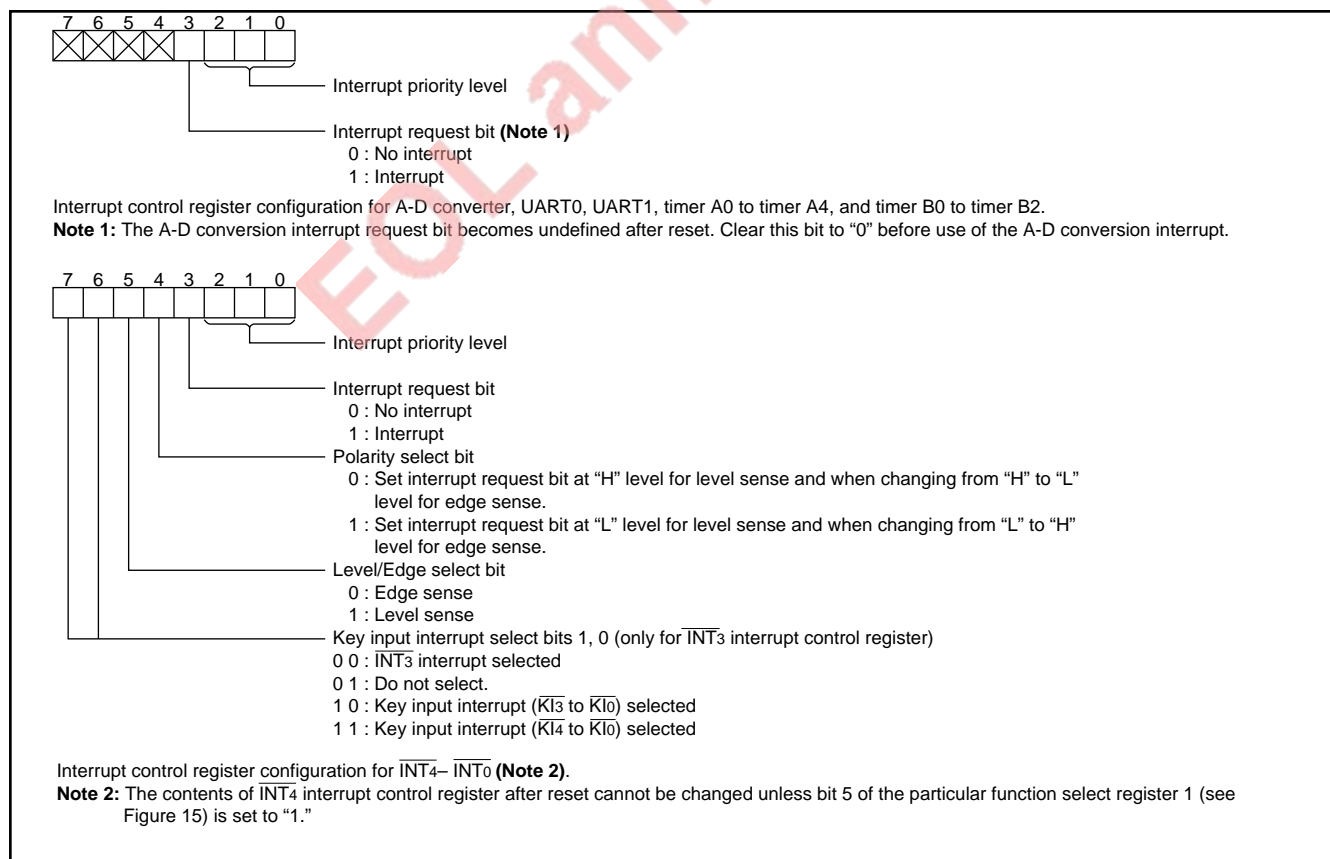 7 6 5 4 3 2 1 0
Interrupt priority level
Interrupt request bit (Note 1)
0 : No interrupt
1 : Interrupt
Interrupt control register configuration for A-D converter, UART0, UART1, timer A0 to timer A4, and timer B0 to timer B2.
Note 1: The A-D conversion interrupt request bit becomes undefined after reset. Clear this bit to “0” before use of the A-D conversion interrupt.
7 6 5 4 3 2 1 0
Interrupt priority level
Interrupt request bit
0 : No interrupt
1 : Interrupt
Polarity select bit
0 : Set interrupt request bit at “H” level for level sense and when changing from “H” to “L”
level for edge sense.
1 : Set interrupt request bit at “L” level for level sense and when changing from “L” to “H”
level for edge sense.
Level/Edge select bit
0 : Edge sense
1 : Level sense
Key input interrupt select bits 1, 0 (only for INT3 interrupt control register)
0 0 : INT3 interrupt selected
0 1 : Do not select.
1 0 : Key input interrupt (KI3 to KI0) selected
1 1 : Key input interrupt (KI4 to KI0) selected
Interrupt control register configuration for INT4– INT0 (Note 2).
Note 2: The contents of INT4 interrupt control register after reset cannot be changed unless bit 5 of the particular function select register 1 (see
Figure 15) is set to “1.”
EOL